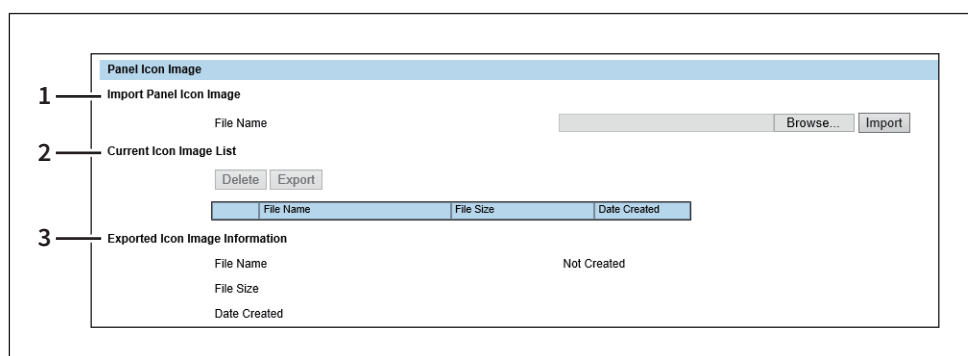 Panel Icon Image
1 Import Panel Icon Image
File Name Browse... Import
2 Current Icon Image List
Delete Export
File Name File Size Date Created
3 Exported Icon Image Information
File Name Not Created
File Size
Date Created